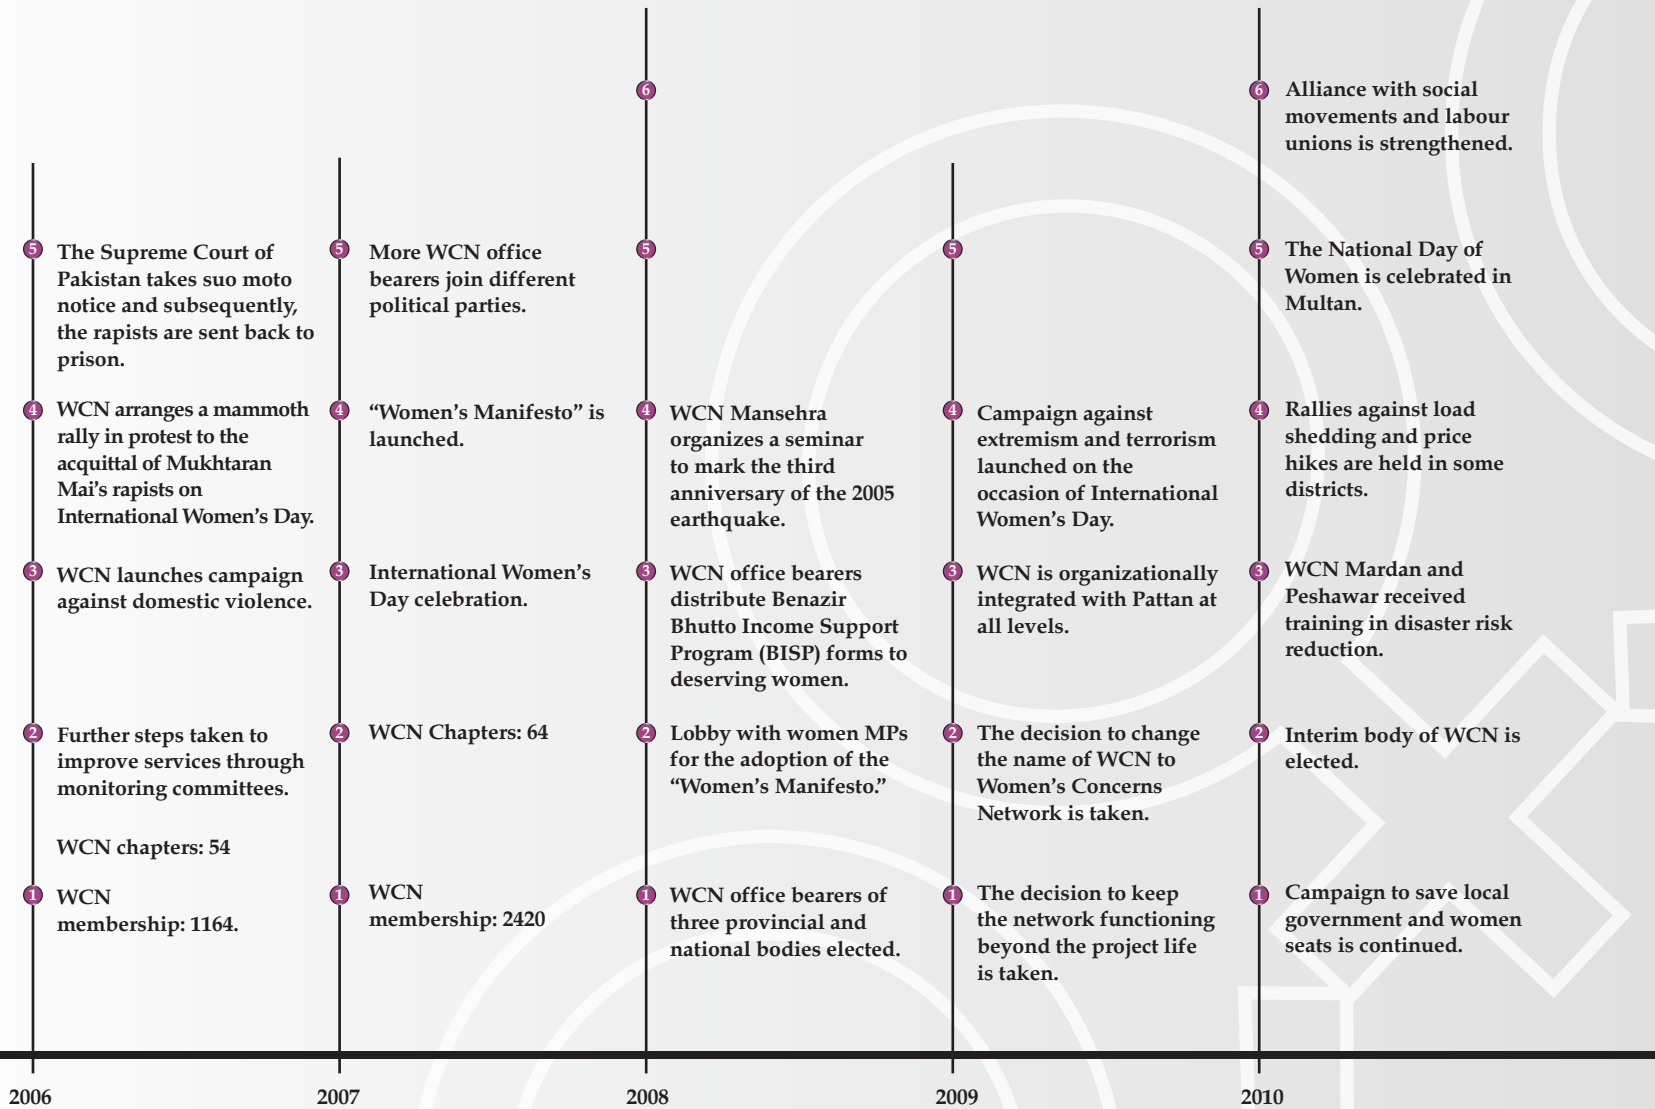 6
5
The Supreme Court of
Pakistan takes suo moto
notice and subsequently,
the rapists are sent back to
prison.
4
WCN arranges a mammoth
rally in protest to the
acquittal of Mukhtaran
Mai's rapists on
International Women's Day.
3
WCN launches campaign
against domestic violence.
2
Further steps taken to
improve services through
monitoring committees.
WCN chapters: 54
1
WCN
membership: 1164.
2006
5
More WCN office
bearers join different
political parties.
4
“Women's Manifesto” is
launched.
3
International Women's
Day celebration.
2
WCN Chapters: 64
1
WCN
membership: 2420
2007
5
4
WCN Mansehra
organizes a seminar
to mark the third
anniversary of the 2005
earthquake.
3
WCN office bearers
distribute Benazir
Bhutto Income Support
Program (BISP) forms to
deserving women.
2
Lobby with women MPs
for the adoption of the
“Women's Manifesto.”
1
WCN office bearers of
three provincial and
national bodies elected.
2008
5
4
Campaign against
extremism and terrorism
launched on the
occasion of International
Women's Day.
3
WCN is organizationally
integrated with Pattan at
all levels.
2
The decision to change
the name of WCN to
Women's Concerns
Network is taken.
1
The decision to keep
the network functioning
beyond the project life
is taken.
2009
6
Alliance with social
movements and labour
unions is strengthened.
5
The National Day of
Women is celebrated in
Multan.
4
Rallies against load
shedding and price
hikes are held in some
districts.
3
WCN Mardan and
Peshawar received
training in disaster risk
reduction.
2
Interim body of WCN is
elected.
1
Campaign to save local
government and women
seats is continued.
2010